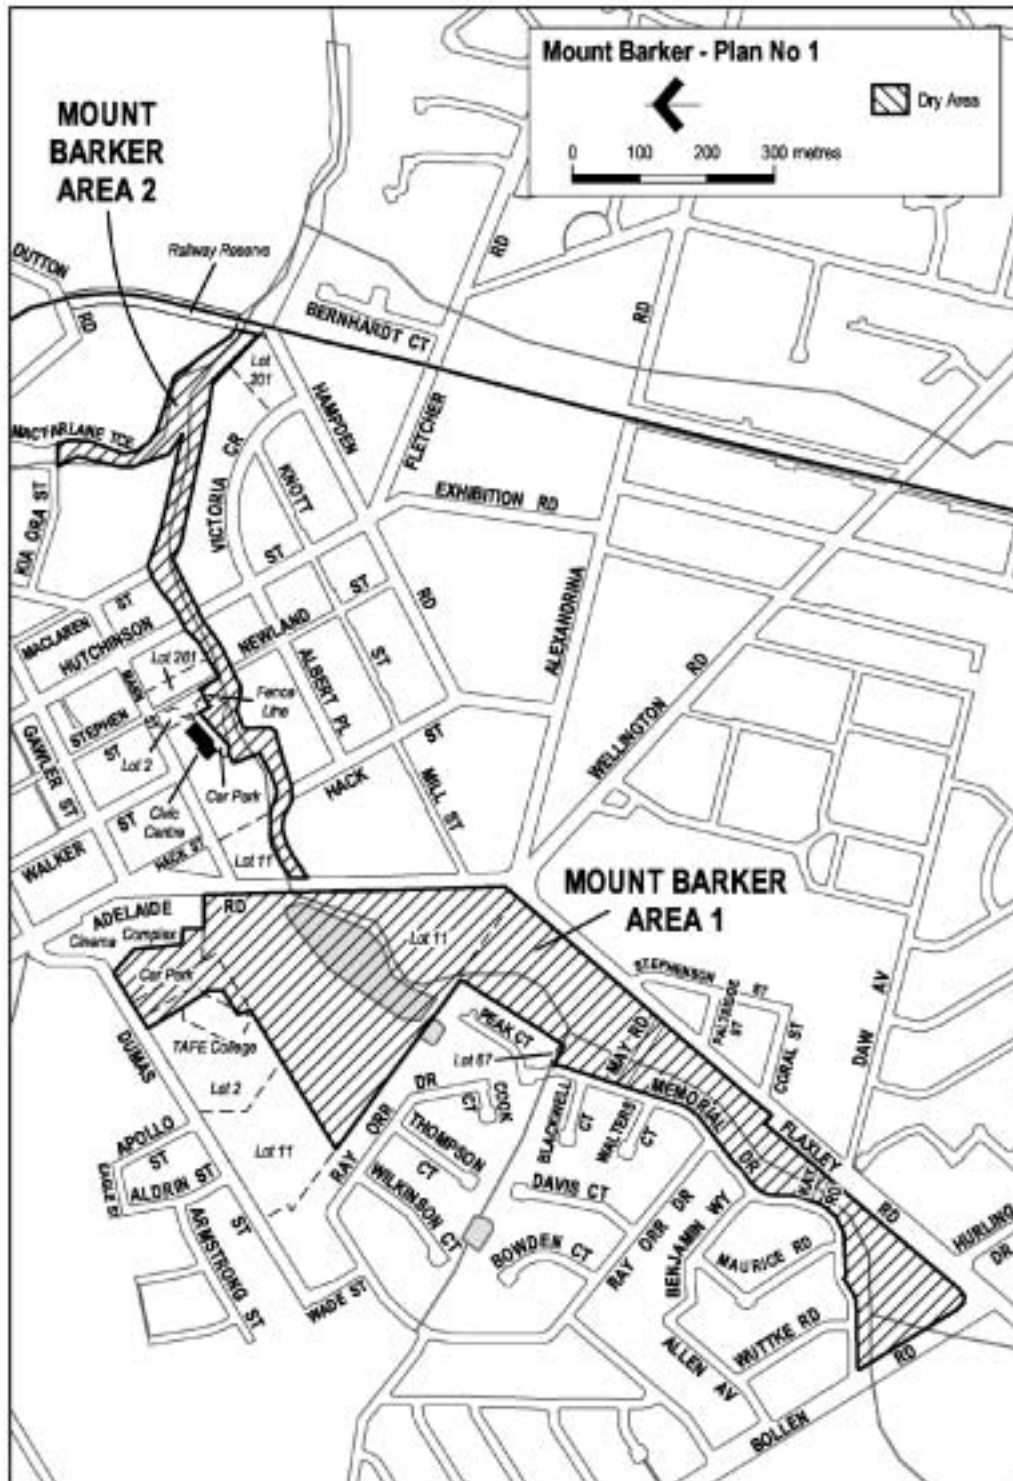 Mount Barker - Plan No 1
Dry Area
0 100 200 300 metres
MOUNT
BARKER
AREA 2
DUTTON
RD
Railway Reserve
BERNHARDT CT
RD
RD
Lot
201
HAMPDEN
FLETCHER
MACFARLANE TCE
KIA ORA ST
VICTORIA CR
KNOTT
ST
EXHIBITION RD
ST
RD
MACLAREN
ST
HUTCHINSON
NEWLAND
ALEXANDRINA
Lot 261
MARK
ST
STEPHEN
ST
ALBERT PL
ST
Fence
Line
RD
WELLINGTON
GAWLER ST
Lot 2
Civic
Centre
Car Park
HACK
ST
MILL ST
WALKER
ST
HACK ST
Lot 11
MOUNT BARKER
AREA 1
ADELAIDE
RD
Cinema Complex
Car Park
Lot 11
STEPHENSON ST
PALTRIDGE
ST
CORAL ST
DAW AV
TAFE College
DUMAS
ST
Lot 2
Lot 11
PEAK CT
Lot 67
MAY RD
MEMORIAL
DR
FLAXLEY
RD
MAY RD
COOK
CT
RAY ORR DR
THOMPSON
CT
WILKINSON CT
BLACKWELL
CT
WALTERS
CT
DAVIS CT
BOWDEN CT
RAY ORR DR
BENJAMIN WY
APOLLO
ST
EAGLE CT
ALDRIN ST
ARMSTRONG ST
WADE ST
MAURICE RD
WUTTKE RD
ALLEN AV
HURLING
DR
BOLLEN
RD